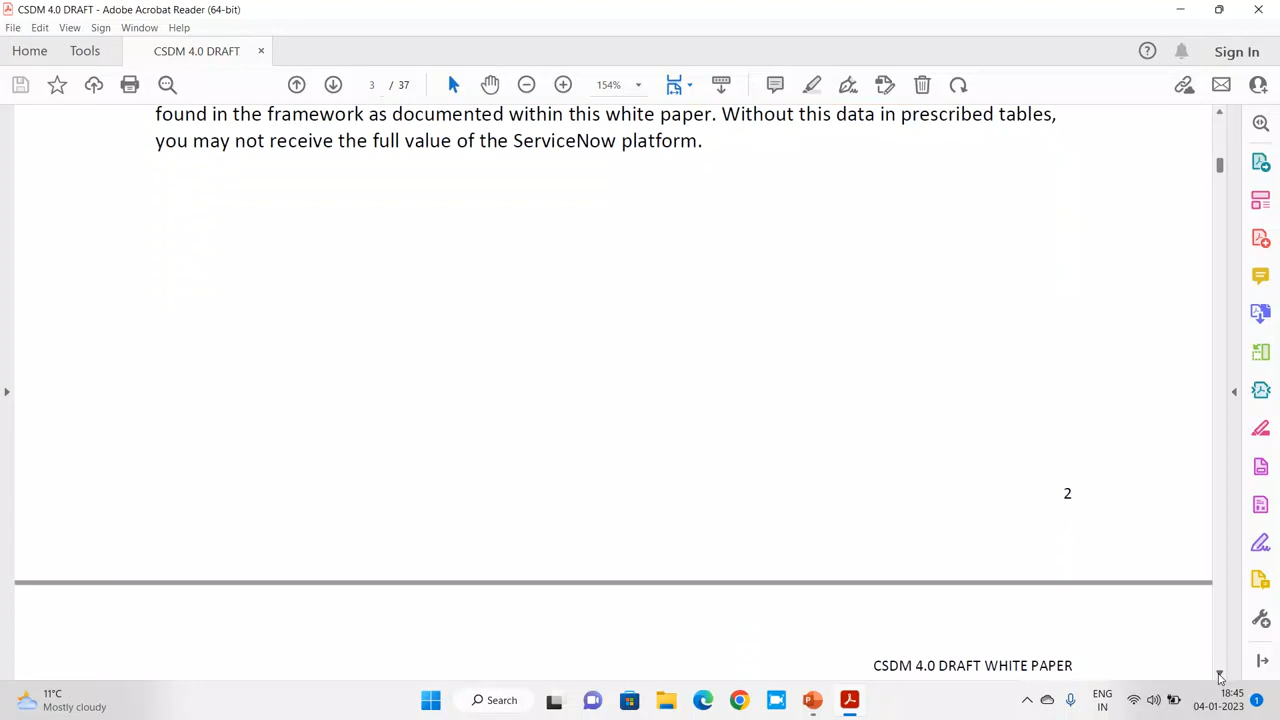 CSDM 4.0 DRAFT - Adobe Acrobat Reader (64-bit)
File Edit View Sign Window Help
Home Tools CSDM 4.0 DRAFT × Sign In
3 / 37 154%
found in the framework as documented within this white paper. Without this data in prescribed tables,
you may not receive the full value of the ServiceNow platform.
2
CSDM 4.0 DRAFT WHITE PAPER
11°C
Mostly cloudy
Search
ENG
IN
18:45
04-01-2023
1